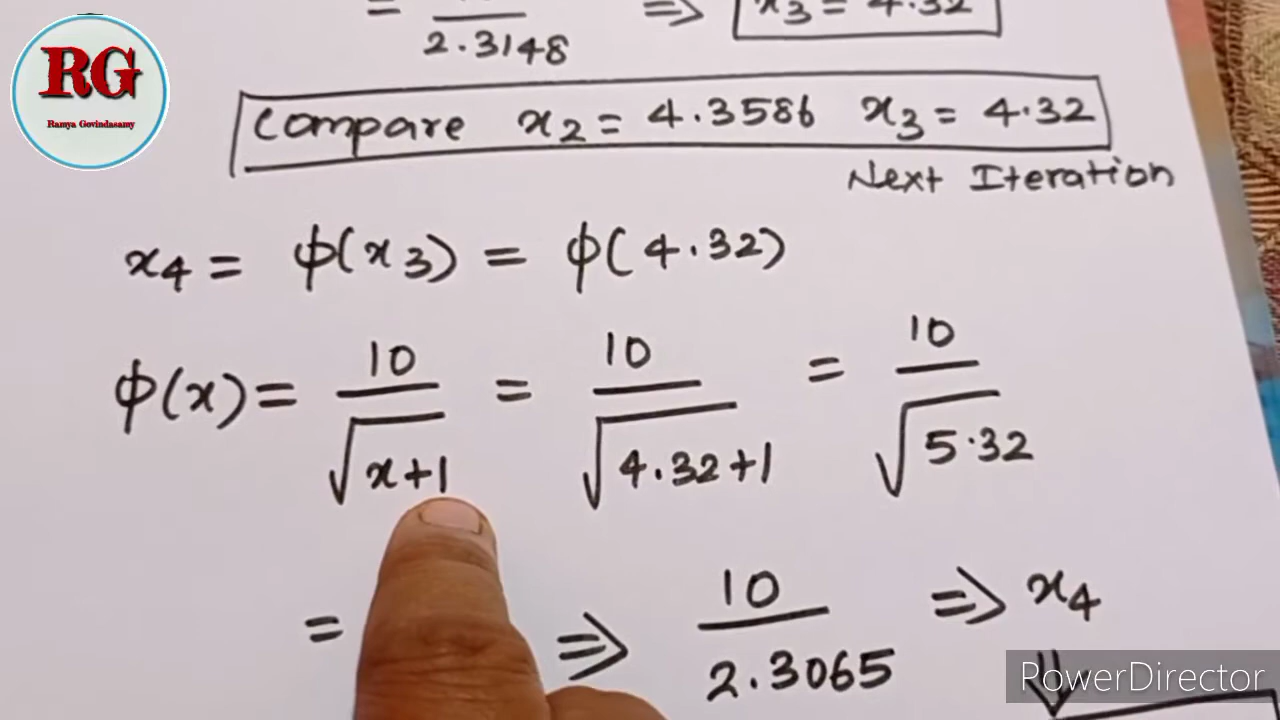 = 2.3148 => x3 = 4.32
RG
Ramya Govindasamy
Compare x2 = 4.3586 x3 = 4.32
Next Iteration
x4 = ϕ(x3) = ϕ(4.32)
ϕ(x) = 10/√x+1 = 10/√4.32+1 = 10/√5.32
= => 10/2.3065 => x4
PowerDirector